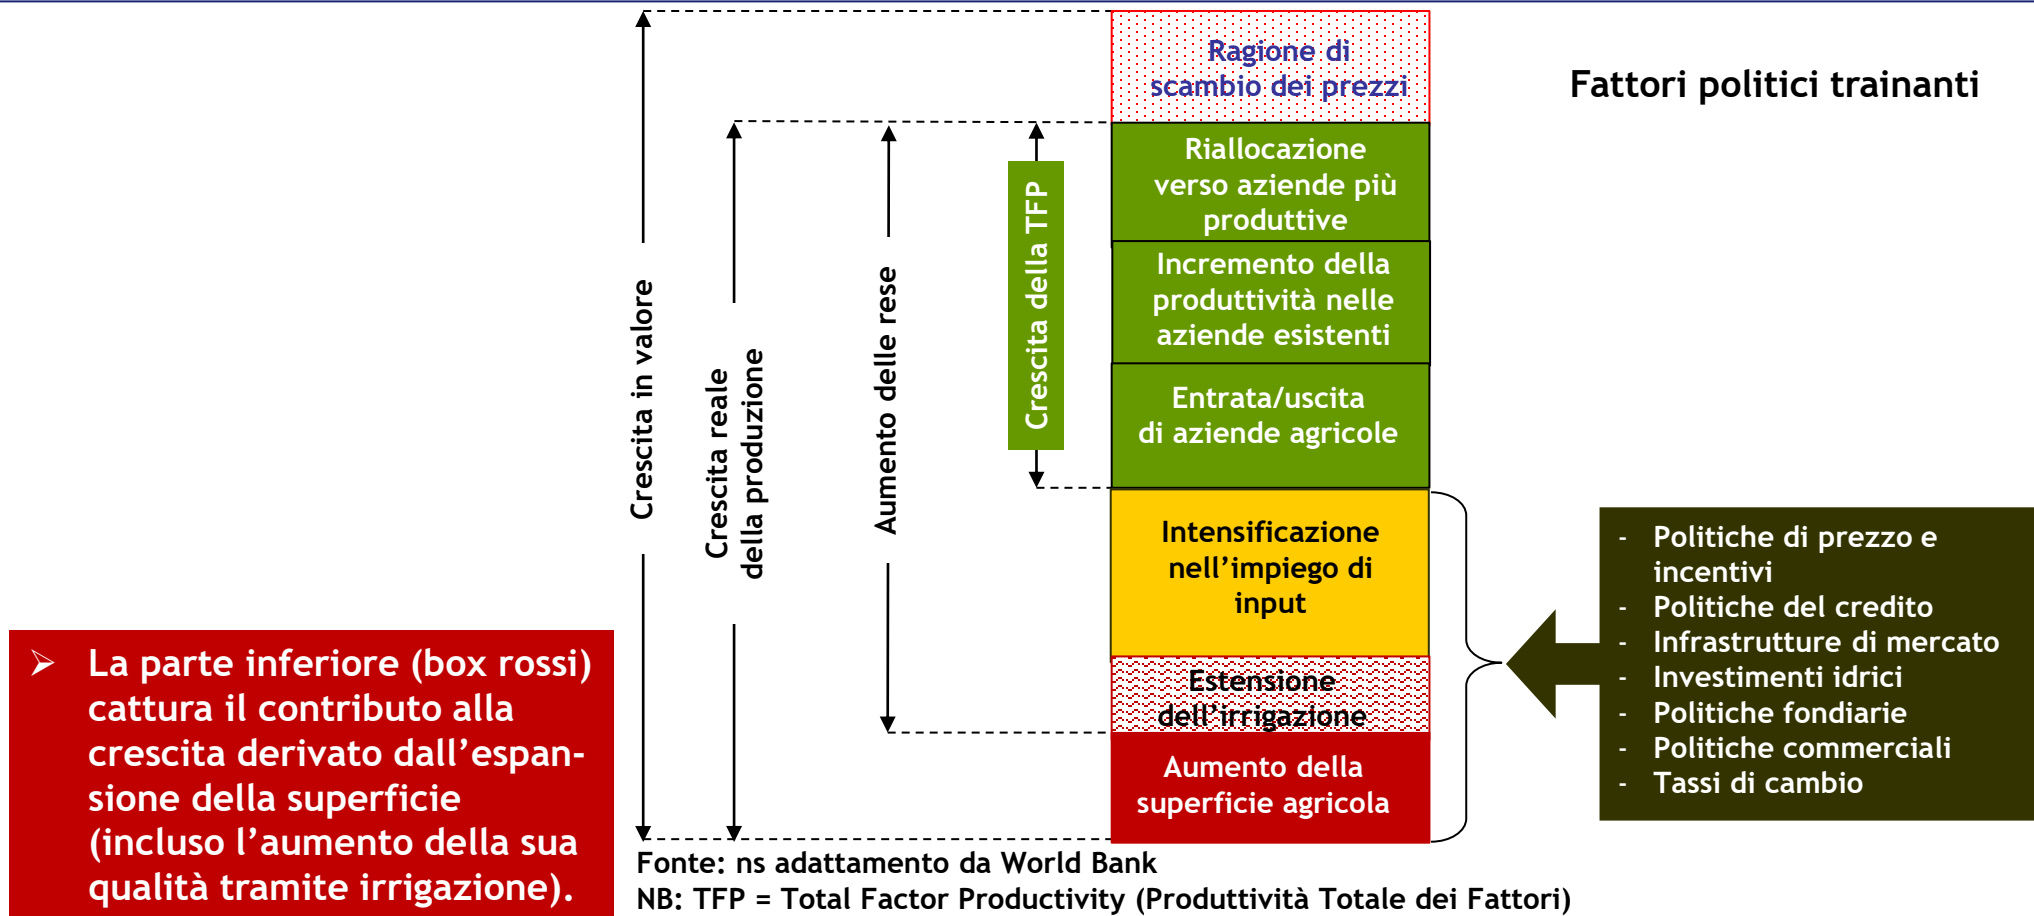 Ragione di
scambio dei prezzi
Fattori politici trainanti
Riallocazione
verso aziende più
produttive
Incremento della
produttività nelle
aziende esistenti
Entrata/uscita
di aziende agricole
Intensificazione
nell’impiego di
input
Estensione
dell’irrigazione
Aumento della
superficie agricola
Crescita in valore
Crescita reale
della produzione
Aumento delle rese
Crescita della TFP
- Politiche di prezzo e
incentivi
- Politiche del credito
- Infrastrutture di mercato
- Investimenti idrici
- Politiche fondiarie
- Politiche commerciali
- Tassi di cambio
➢ La parte inferiore (box rossi)
cattura il contributo alla
crescita derivato dall’espan-
sione della superficie
(incluso l’aumento della sua
qualità tramite irrigazione).
Fonte: ns adattamento da World Bank
NB: TFP = Total Factor Productivity (Produttività Totale dei Fattori)